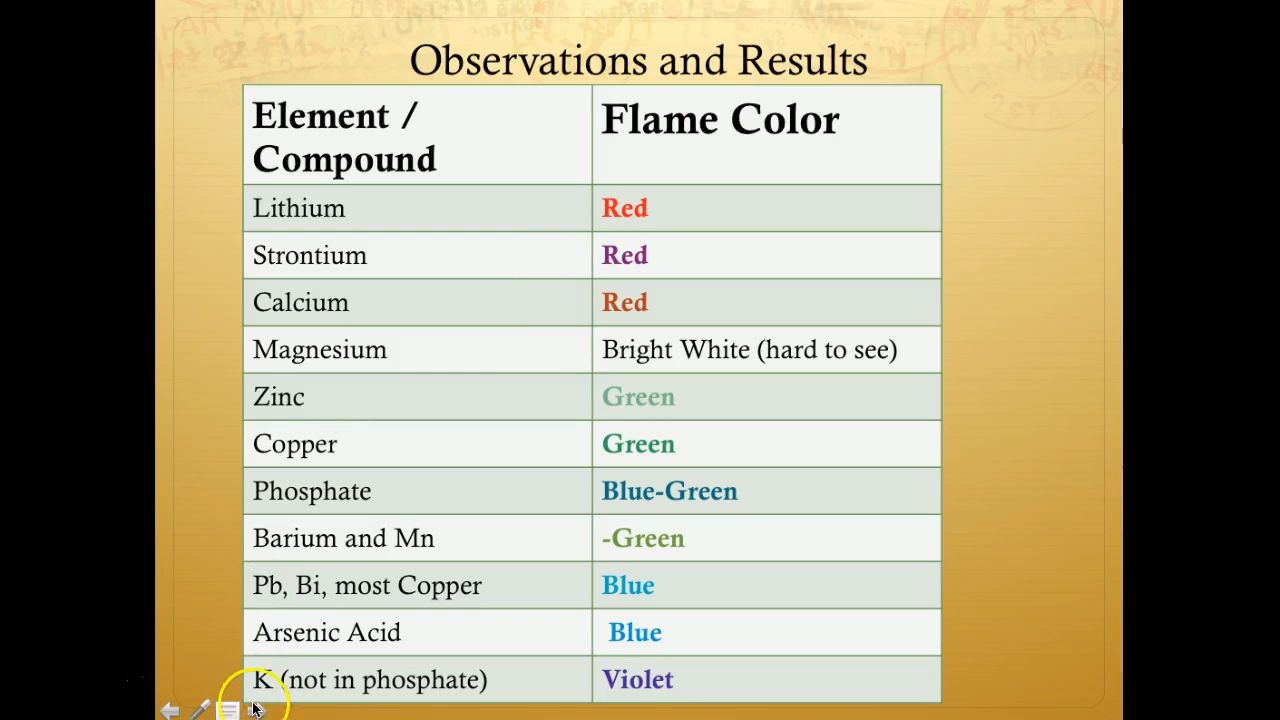 Observations and Results
Element /
Compound
Flame Color
Lithium
Red
Strontium
Red
Calcium
Red
Magnesium
Bright White (hard to see)
Zinc
Green
Copper
Green
Phosphate
Blue-Green
Barium and Mn
-Green
Pb, Bi, most Copper
Blue
Arsenic Acid
Blue
K (not in phosphate)
Violet